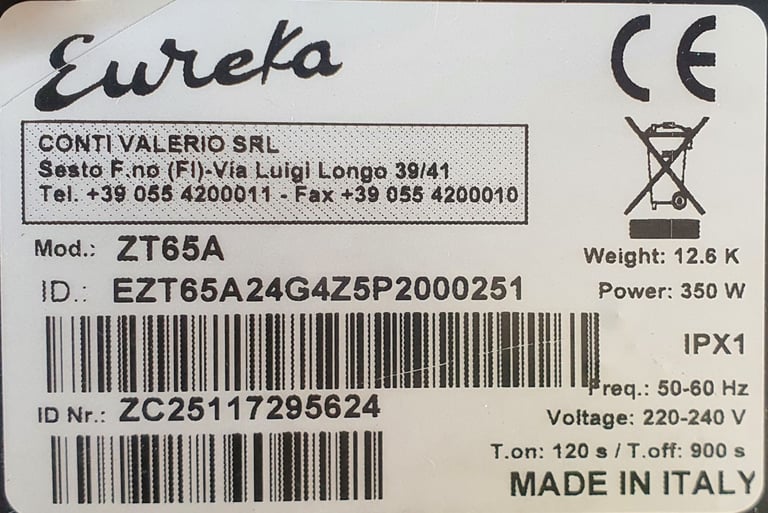 Eureka
CONTI VALERIO SRL
Sesto F.no (FI)-Via Luigi Longo 39/41
Tel. +39 055 4200011 - Fax +39 055 4200010
Mod.: ZT65A
Weight: 12.6 K
ID.: EZT65A24G4Z5P2000251
Power: 350 W
IPX1
Freq.: 50-60 Hz
ID Nr.: ZC25117295624
Voltage: 220-240 V
T.on: 120 s / T.off: 900 s
MADE IN ITALY
CE